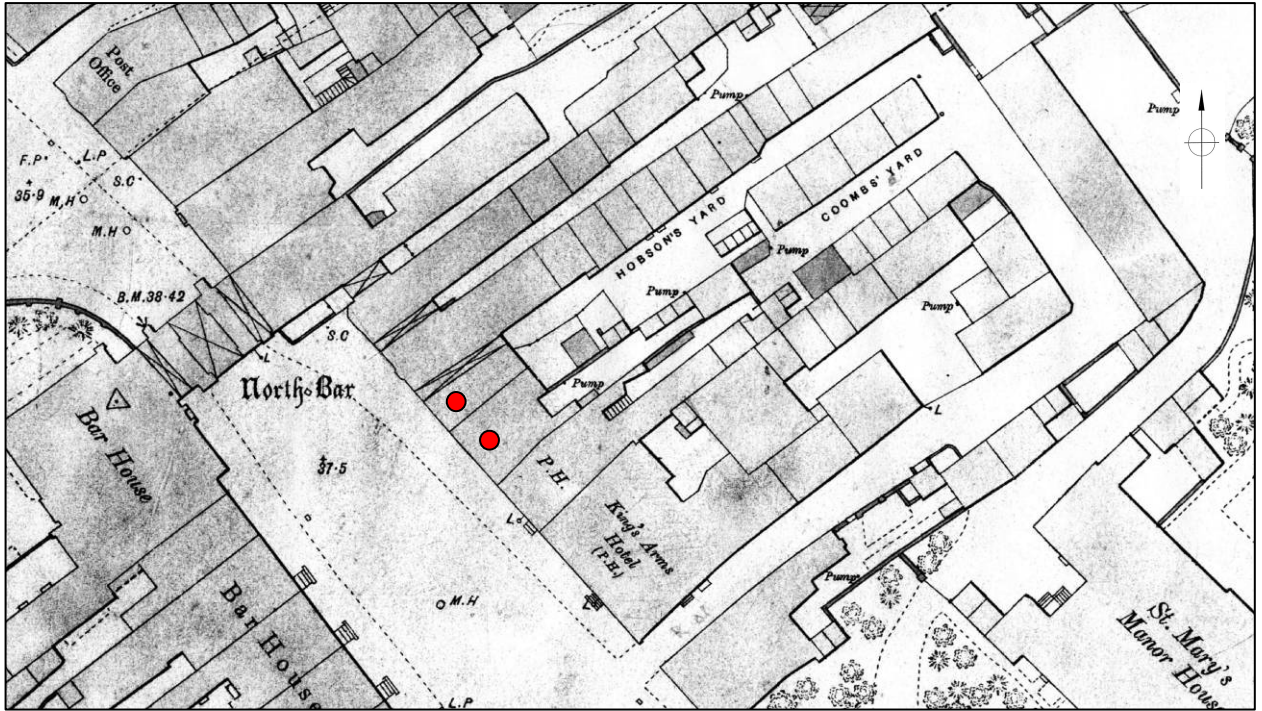 Post
Office
Pump
Pump
F.P.
L.P
35·9
M,H
S.C
M.H
HOBSON'S YARD
COOMBS' YARD
Pump
Pump
Pump
B.M.38·42
S.C
L
North Bar
Pump
L
Bar House
37·5
P.H.
L
King's Arms
Hotel
(P.H.)
M.H
L
Pump
Bar House
St. Mary's
Manor House
L.P